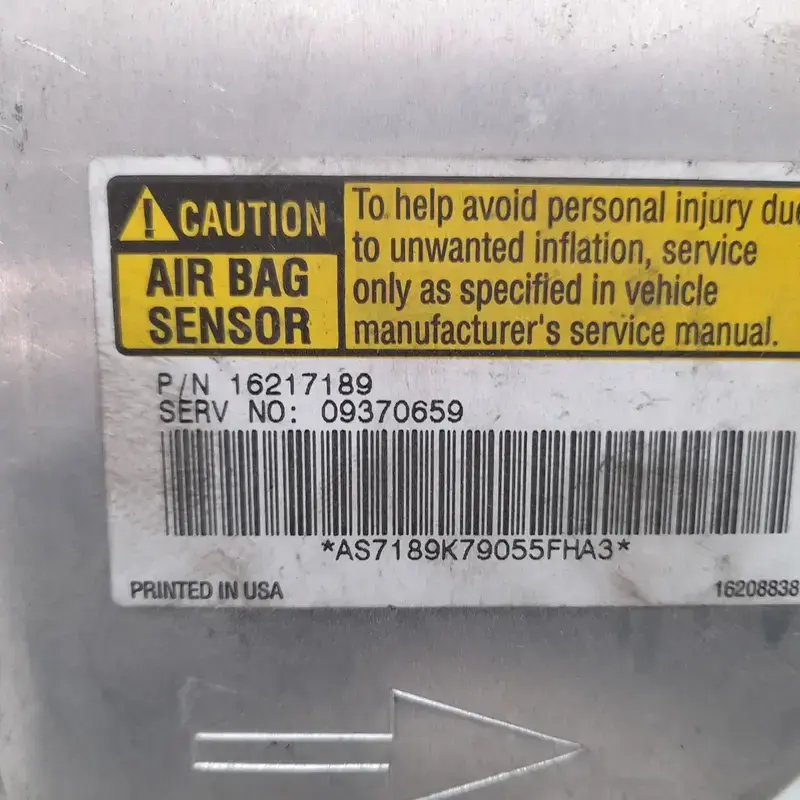 CAUTION
AIR BAG
SENSOR
To help avoid personal injury due
to unwanted inflation, service
only as specified in vehicle
manufacturer's service manual.
P/N 16217189
SERV NO: 09370659
*AS7189K79055FHA3*
PRINTED IN USA
16208838